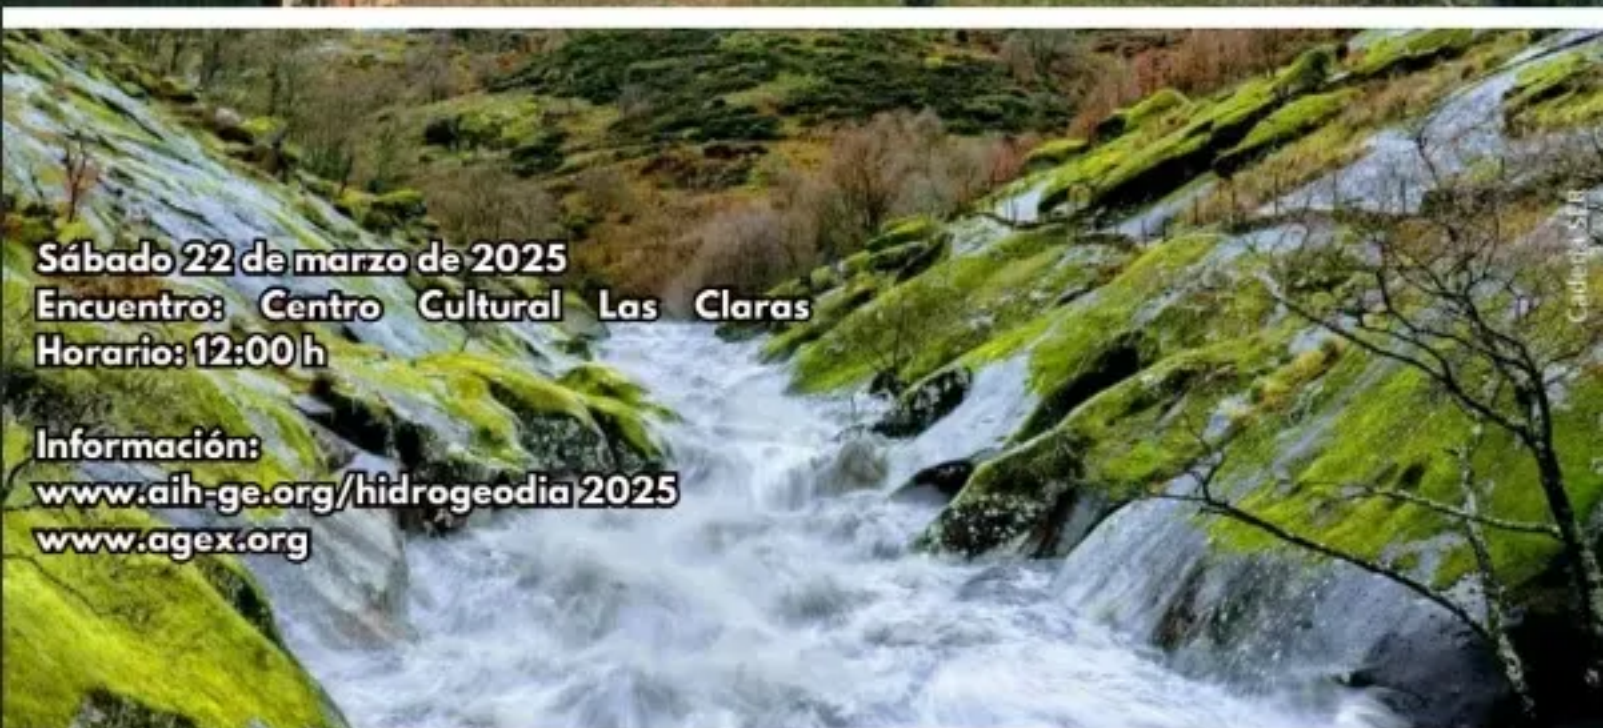 Sábado 22 de marzo de 2025
Encuentro: Centro Cultural Las Claras
Horario: 12:00 h
Información:
www.aih-ge.org/hidrogeodia 2025
www.agex.org
Cadena SER